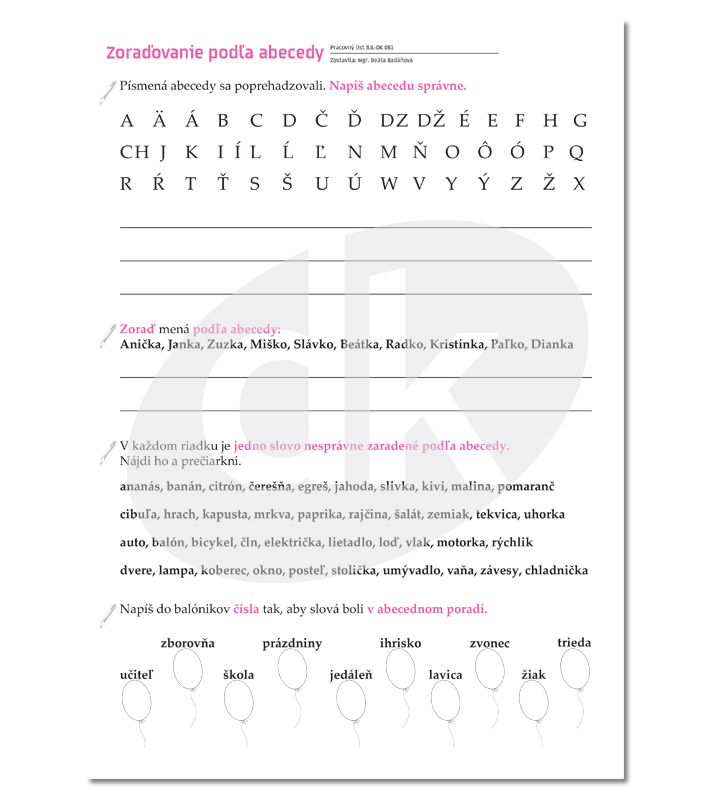 Zoraďovanie podľa abecedy
Pracovný list SJL-DK 051
Zostavila: Mgr. Beáta Badáňová
Písmená abecedy sa poprehadzovali. Napíš abecedu správne.
A Ä Á B C D Č Ď DZ DŽ É E F H G
CH J K I Í L Ĺ Ľ N M Ň O Ô Ó P Q
R Ŕ T Ť S Š U Ú W V Y Ý Z Ž X
Zoraď mená podľa abecedy:
Anička, Janka, Zuzka, Miško, Slávko, Beátka, Radko, Kristínka, Paľko, Dianka
V každom riadku je jedno slovo nesprávne zaradené podľa abecedy.
Nájdi ho a prečiarkni.
ananás, banán, citrón, čerešňa, egreš, jahoda, slivka, kivi, malina, pomaranč
cibuľa, hrach, kapusta, mrkva, paprika, rajčina, šalát, zemiak, tekvica, uhorka
auto, balón, bicykel, čln, električka, lietadlo, loď, vlak, motorka, rýchlik
dvere, lampa, koberec, okno, posteľ, stolička, umývadlo, vaňa, závesy, chladnička
Napíš do balónikov čísla tak, aby slová boli v abecednom poradí.
zborovňa prázdniny ihrisko zvonec trieda
učiteľ škola jedáleň lavica žiak
dk